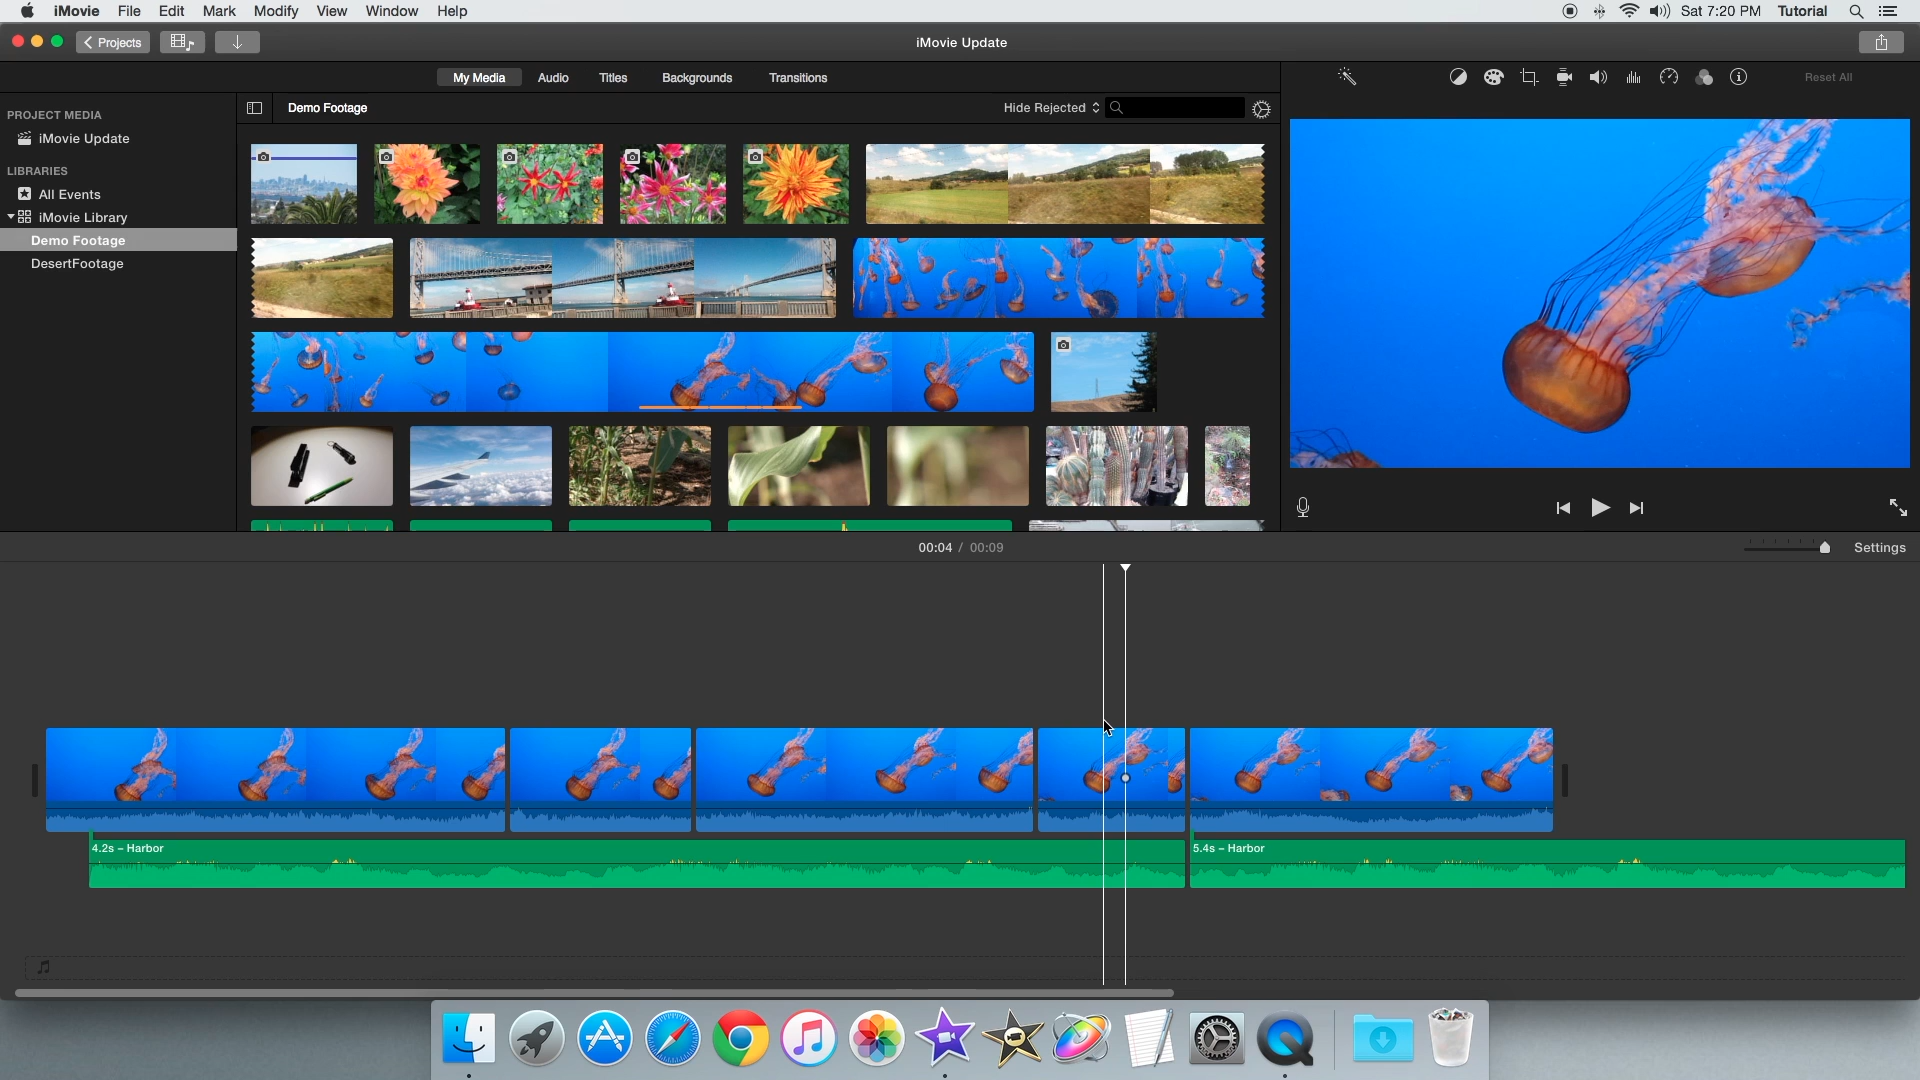 iMovie File Edit Mark Modify View Window Help Sat 7:20 PM Tutorial
Projects iMovie Update
My Media Audio Titles Backgrounds Transitions Reset All
PROJECT MEDIA Demo Footage Hide Rejected
iMovie Update
LIBRARIES
All Events
iMovie Library
Demo Footage
DesertFootage
00:04 / 00:09 Settings
4.2s – Harbor 5.4s – Harbor